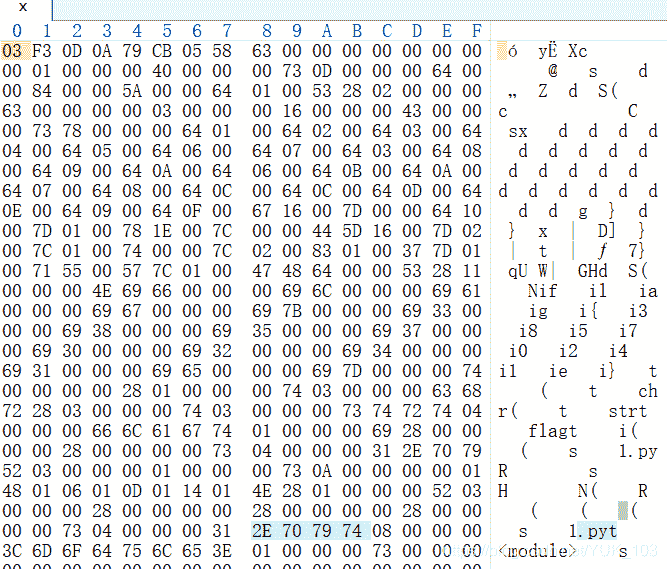 x
0 1 2 3 4 5 6 7 8 9 A B C D E F
03 F3 0D 0A 79 CB 05 58 63 00 00 00 00 00 00 00 ó yË Xc
00 01 00 00 00 40 00 00 00 73 0D 00 00 00 64 00 @ s d
00 84 00 00 5A 00 00 64 01 00 53 28 02 00 00 00 „ Z d S(
63 00 00 00 00 03 00 00 00 16 00 00 00 43 00 00 c C
00 73 78 00 00 00 64 01 00 64 02 00 64 03 00 64 sx d d d d
04 00 64 05 00 64 06 00 64 07 00 64 03 00 64 08 d d d d d
00 64 09 00 64 0A 00 64 06 00 64 0B 00 64 0A 00 d d d d d
64 07 00 64 08 00 64 0C 00 64 0C 00 64 0D 00 64 d d d d d d
0E 00 64 09 00 64 0F 00 67 16 00 7D 00 00 64 10 d d g } d
00 7D 01 00 78 1E 00 7C 00 00 44 5D 16 00 7D 02 } x | D] }
00 7C 01 00 74 00 00 7C 02 00 83 01 00 37 7D 01 | t | ƒ 7}
00 71 55 00 57 7C 01 00 47 48 64 00 00 53 28 11 qU W| GHd S(
00 00 00 4E 69 66 00 00 00 69 6C 00 00 00 69 61 Nif il ia
00 00 00 69 67 00 00 00 69 7B 00 00 00 69 33 00 ig i{ i3
00 00 69 38 00 00 00 69 35 00 00 00 69 37 00 00 i8 i5 i7
00 69 30 00 00 00 69 32 00 00 00 69 34 00 00 00 i0 i2 i4
69 31 00 00 00 69 65 00 00 00 69 7D 00 00 00 74 i1 ie i} t
00 00 00 00 28 01 00 00 00 74 03 00 00 00 63 68 ( t ch
72 28 03 00 00 00 74 03 00 00 00 73 74 72 74 04 r( t strt
00 00 00 66 6C 61 67 74 01 00 00 00 69 28 00 00 flagt i(
00 00 28 00 00 00 00 73 04 00 00 00 31 2E 70 79 ( s 1.py
52 03 00 00 00 01 00 00 00 73 0A 00 00 00 00 01 R s
48 01 06 01 0D 01 14 01 4E 28 01 00 00 00 52 03 H N( R
00 00 00 28 00 00 00 00 28 00 00 00 00 28 00 00 ( ( (
00 00 73 04 00 00 00 31 2E 70 79 74 08 00 00 00 s 1.pyt
3C 6D 6F 64 75 6C 65 3E 01 00 00 00 73 00 00 00 <module> s